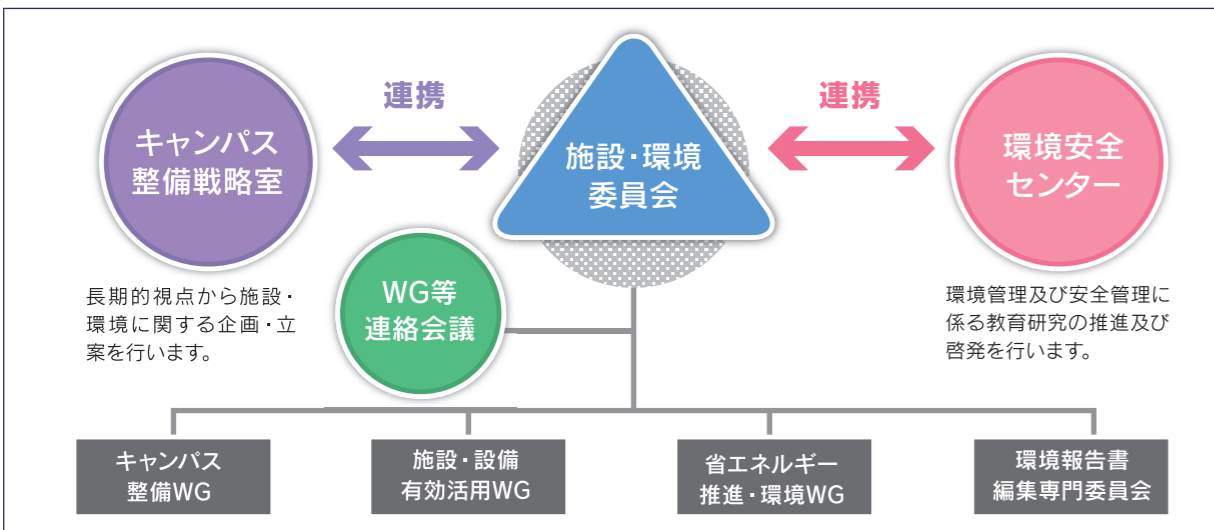 連携
連携
キャンパス
整備戦略室
施設・環境
委員会
環境安全
センター
長期的視点から施設・
環境に関する企画・立
案を行います。
WG等
連絡会議
環境管理及び安全管理に
係る教育研究の推進及び
啓発を行います。
キャンパス
整備WG
施設・設備
有効活用WG
省エネルギー
推進・環境WG
環境報告書
編集専門委員会